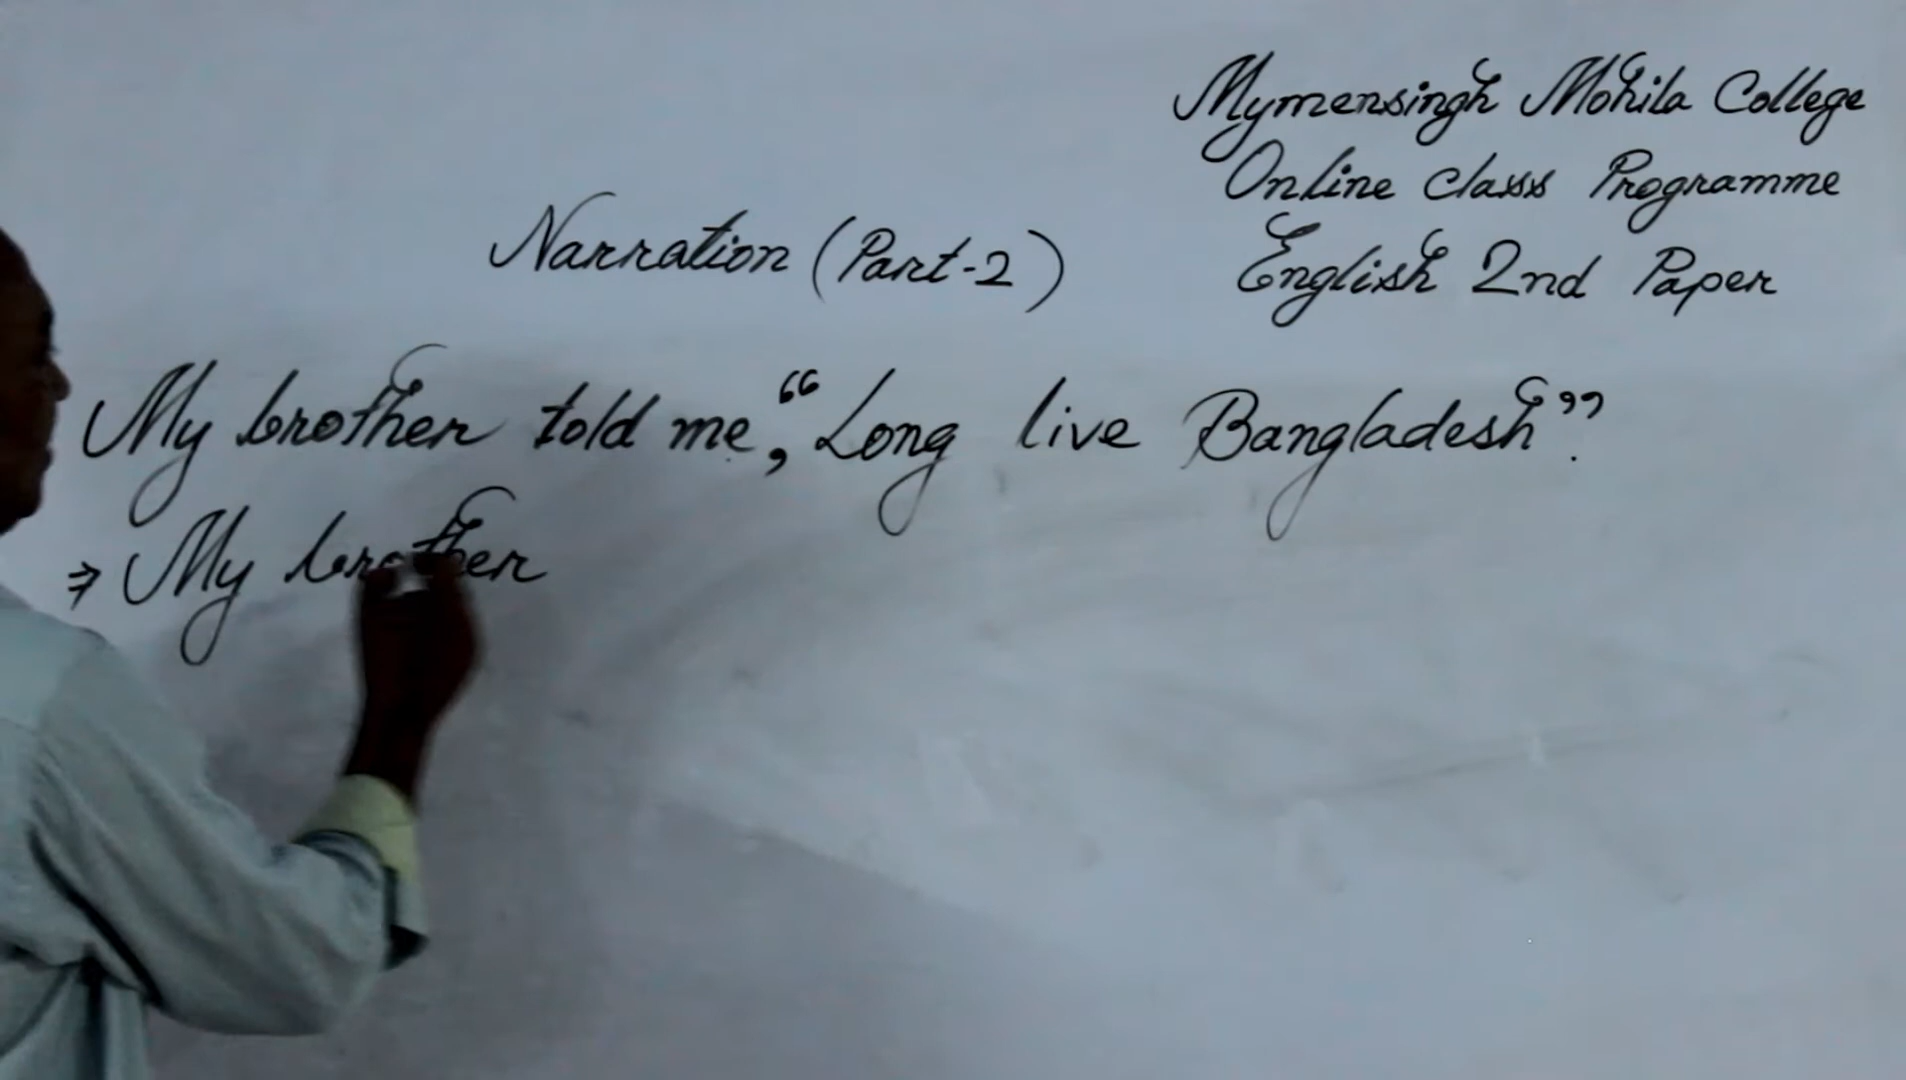 Mymensingh Mohila College
Online class Programme
English 2nd Paper
Narration (Part-2)
My brother told me, “Long live Bangladesh”.
⇒ My brother